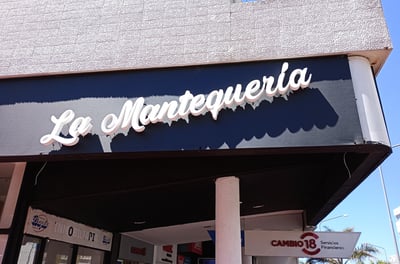 La Mantequería
CAMBIO 18 Servicios
Financieros